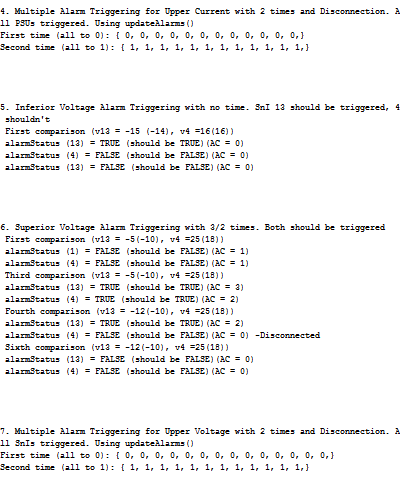 4. Multiple Alarm Triggering for Upper Current with 2 times and Disconnection. A
ll PSUs triggered. Using updateAlarms()
First time (all to 0): { 0, 0, 0, 0, 0, 0, 0, 0, 0, 0, 0, 0,}
Second time (all to 1): { 1, 1, 1, 1, 1, 1, 1, 1, 1, 1, 1, 1,}
5. Inferior Voltage Alarm Triggering with no time. SnI 13 should be triggered, 4
shouldn't
First comparison (v13 = -15 (-14), v4 =16(16))
alarmStatus (13) = TRUE (should be TRUE)(AC = 0)
alarmStatus (4) = FALSE (should be FALSE)(AC = 0)
alarmStatus (13) = FALSE (should be FALSE)(AC = 0)
6. Superior Voltage Alarm Triggering with 3/2 times. Both should be triggered
First comparison (v13 = -5(-10), v4 =25(18))
alarmStatus (1) = FALSE (should be FALSE)(AC = 1)
alarmStatus (4) = FALSE (should be FALSE)(AC = 1)
Third comparison (v13 = -5(-10), v4 =25(18))
alarmStatus (13) = TRUE (should be TRUE)(AC = 3)
alarmStatus (4) = TRUE (should be TRUE)(AC = 2)
Fourth comparison (v13 = -12(-10), v4 =25(18))
alarmStatus (13) = TRUE (should be TRUE)(AC = 2)
alarmStatus (4) = FALSE (should be FALSE)(AC = 0) -Disconnected
Sixth comparison (v13 = -12(-10), v4 =25(18))
alarmStatus (13) = FALSE (should be FALSE)(AC = 0)
alarmStatus (4) = FALSE (should be FALSE)(AC = 0)
7. Multiple Alarm Triggering for Upper Voltage with 2 times and Disconnection. A
ll SnIs triggered. Using updateAlarms()
First time (all to 0): { 0, 0, 0, 0, 0, 0, 0, 0, 0, 0, 0, 0, 0, 0,}
Second time (all to 1): { 1, 1, 1, 1, 1, 1, 1, 1, 1, 1, 1, 1,}